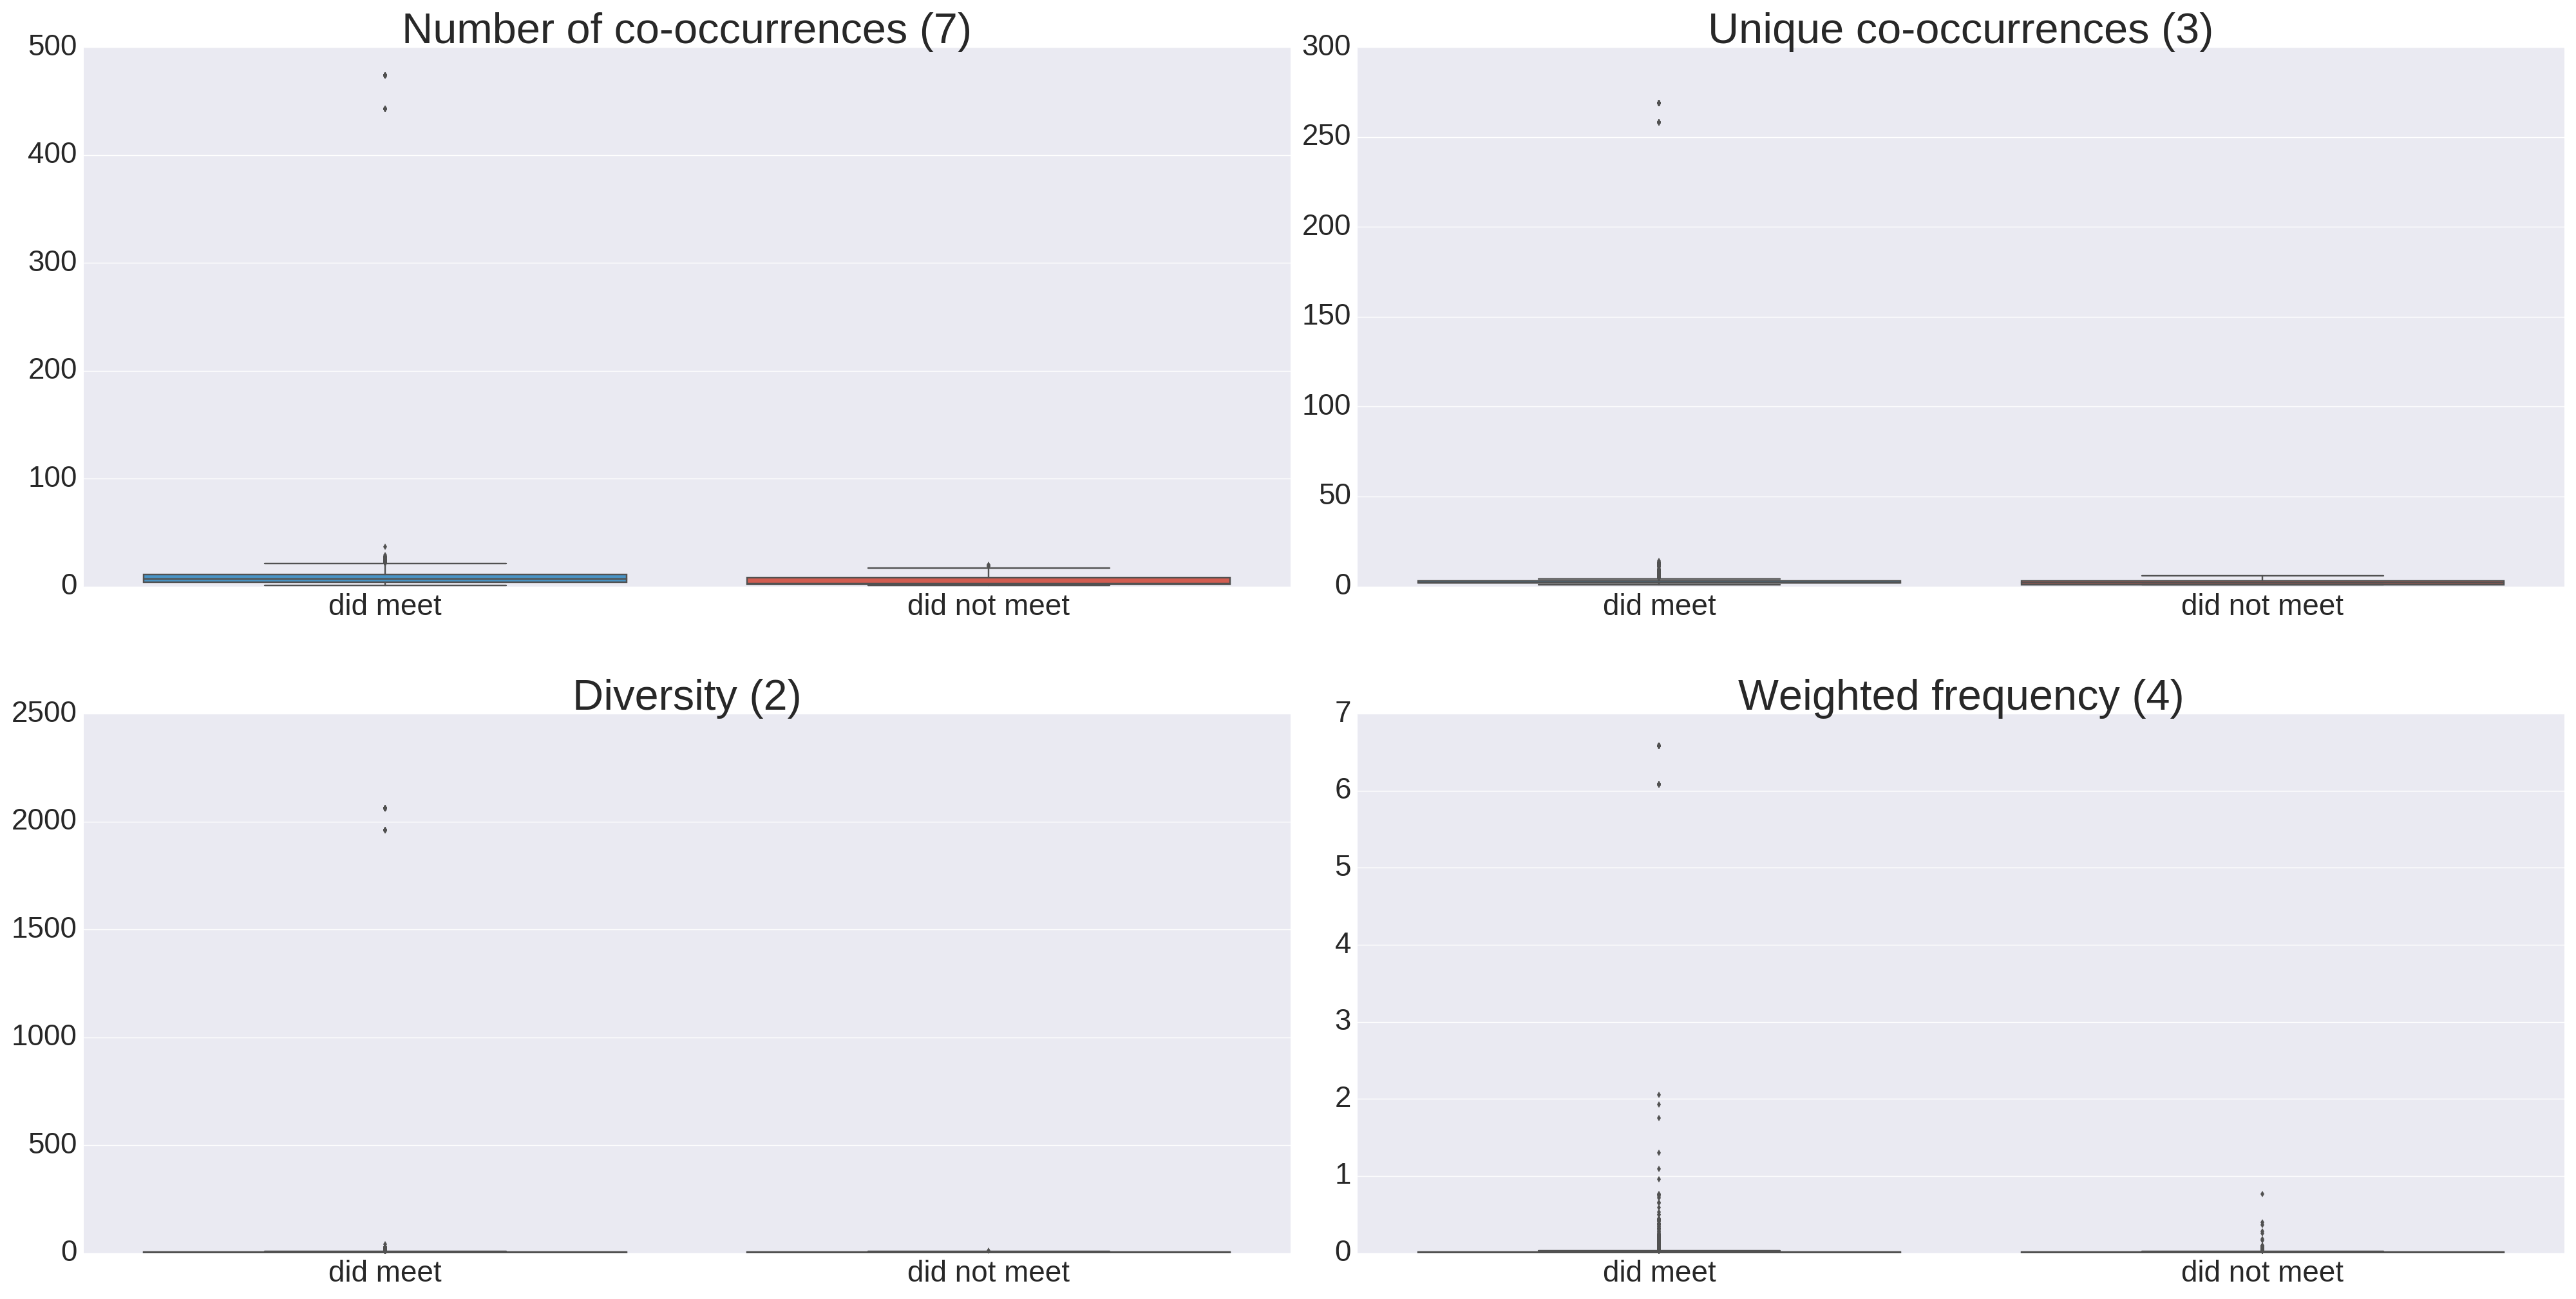 Number of co-occurrences (7)
500
400
300
200
100
0
did meet
did not meet
Unique co-occurrences (3)
300
250
200
150
100
50
0
did meet
did not meet
Diversity (2)
2500
2000
1500
1000
500
0
did meet
did not meet
Weighted frequency (4)
7
6
5
4
3
2
1
0
did meet
did not meet